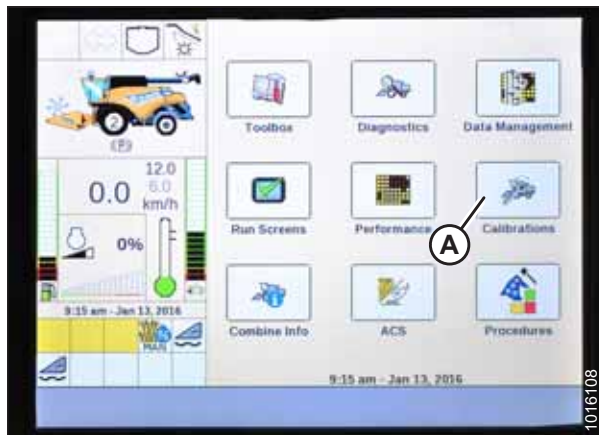 Toolbox
Diagnostics
Data Management
2
(P)
12.0
0.0
6.0
km/h
Run Screens
Performance
A
Calibrations
0%
9:15 am - Jan 13, 2016
MAN
Combine Info
ACS
Procedures
9:15 am - Jan 13, 2016
1016108